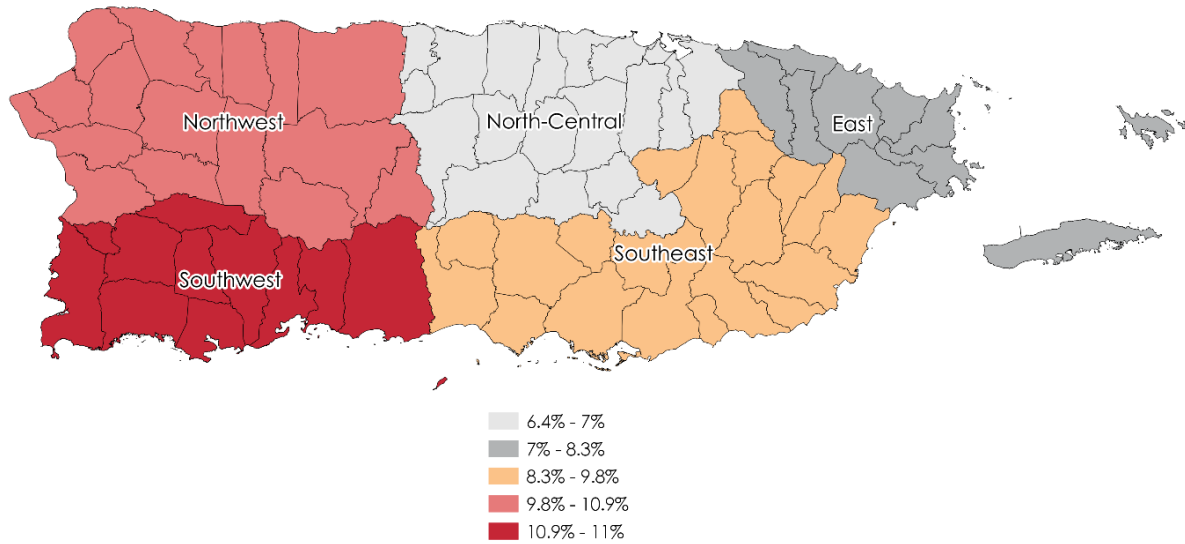 Northwest
North-Central
East
Southeast
Southwest
6.4% - 7%
7% - 8.3%
8.3% - 9.8%
9.8% - 10.9%
10.9% - 11%